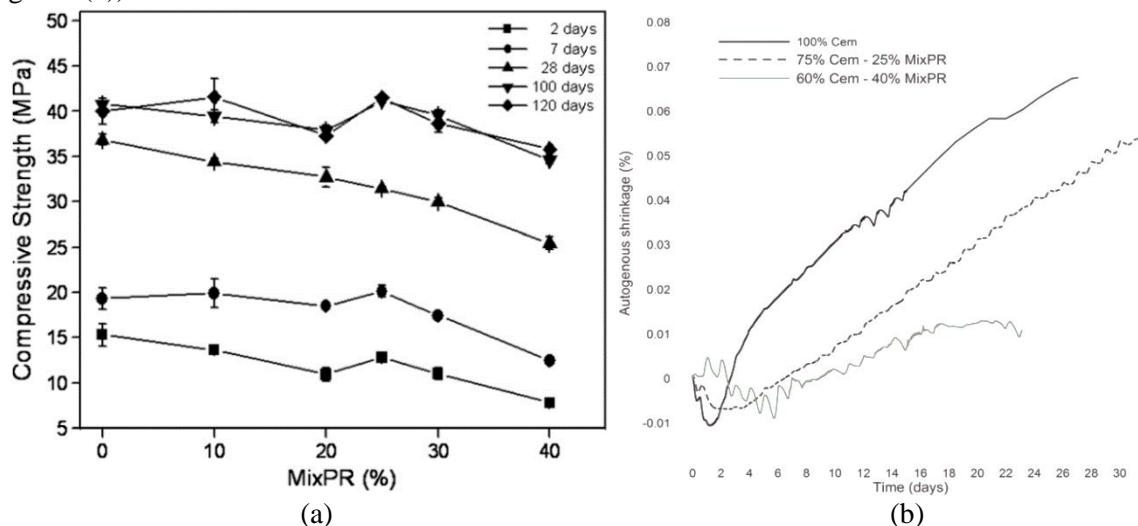 50
45
40
35
30
25
20
15
10
5
Compressive Strength (MPa)
2 days
7 days
28 days
100 days
120 days
0 10 20 30 40
MixPR (%)
(a)
0.08
0.07
0.06
0.05
0.04
0.03
0.02
0.01
0
-0.01
Autogenous shrinkage (%)
100% Cem
75% Cem - 25% MixPR
60% Cem - 40% MixPR
0 2 4 6 8 10 12 14 16 18 20 22 24 26 28 30
Time (days)
(b)